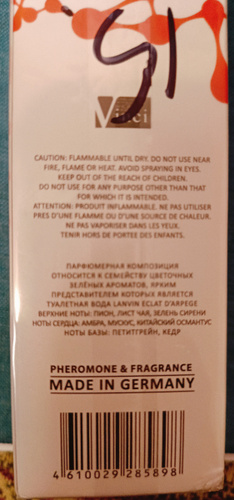 15
Vinci
CAUTION: FLAMMABLE UNTIL DRY. DO NOT USE NEAR
FIRE, FLAME OR HEAT. AVOID SPRAYING IN EYES.
KEEP OUT OF THE REACH OF CHILDREN.
DO NOT USE FOR ANY PURPOSE OTHER THAN THAT
FOR WHICH IT IS INTENDED.
ATTENTION: PRODUIT INFLAMMABLE. NE PAS UTILISER
PRES D'UNE FLAMME OU D'UNE SOURCE DE CHALEUR.
NE PAS VAPORISER DANS LES YEUX.
TENIR HORS DE PORTEE DES ENFANTS.
ПАРФЮМЕРНАЯ КОМПОЗИЦИЯ
ОТНОСИТСЯ К СЕМЕЙСТВУ ЦВЕТОЧНЫХ
ЗЕЛЁНЫХ АРОМАТОВ, ЯРКИМ
ПРЕДСТАВИТЕЛЕМ КОТОРЫХ ЯВЛЯЕТСЯ
ТУАЛЕТНАЯ ВОДА LANVIN ECLAT D'ARPEGE
ВЕРХНИЕ НОТЫ: ПИОН, ЛИСТ ЧАЯ, ЗЕЛЕНЬ СИРЕНИ
НОТЫ СЕРДЦА: АМБРА, МУСКУС, КИТАЙСКИЙ ОСМАНТУС
НОТЫ БАЗЫ: ПЕТИТГРЕЙН, КЕДР
PHEROMONE & FRAGRANCE
MADE IN GERMANY
4 610029 285898